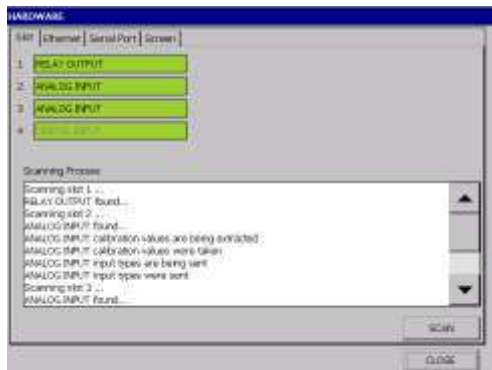 HARDWARE
Slot Ethernet Serial Port Screen
1 RELAY OUTPUT
2 ANALOG INPUT
3 ANALOG INPUT
4 DIGITAL INPUT
Scanning Process
Scanning slot 1 ...
RELAY OUTPUT found...
Scanning slot 2 ...
ANALOG INPUT found...
ANALOG INPUT calibration values are being extracted
ANALOG INPUT calibration values were taken
ANALOG INPUT input types are being sent
ANALOG INPUT input types were sent
Scanning slot 3 ...
ANALOG INPUT found...
SCAN
CLOSE